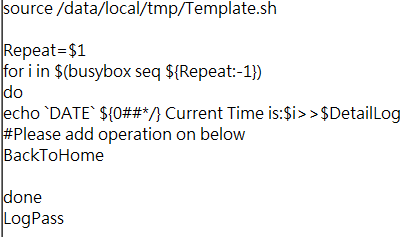 source /data/local/tmp/Template.sh
Repeat=$1
for i in $(busybox seq ${Repeat:-1})
do
echo `DATE` ${0##*/} Current Time is:$i>>$DetailLog
#Please add operation on below
BackToHome
done
LogPass